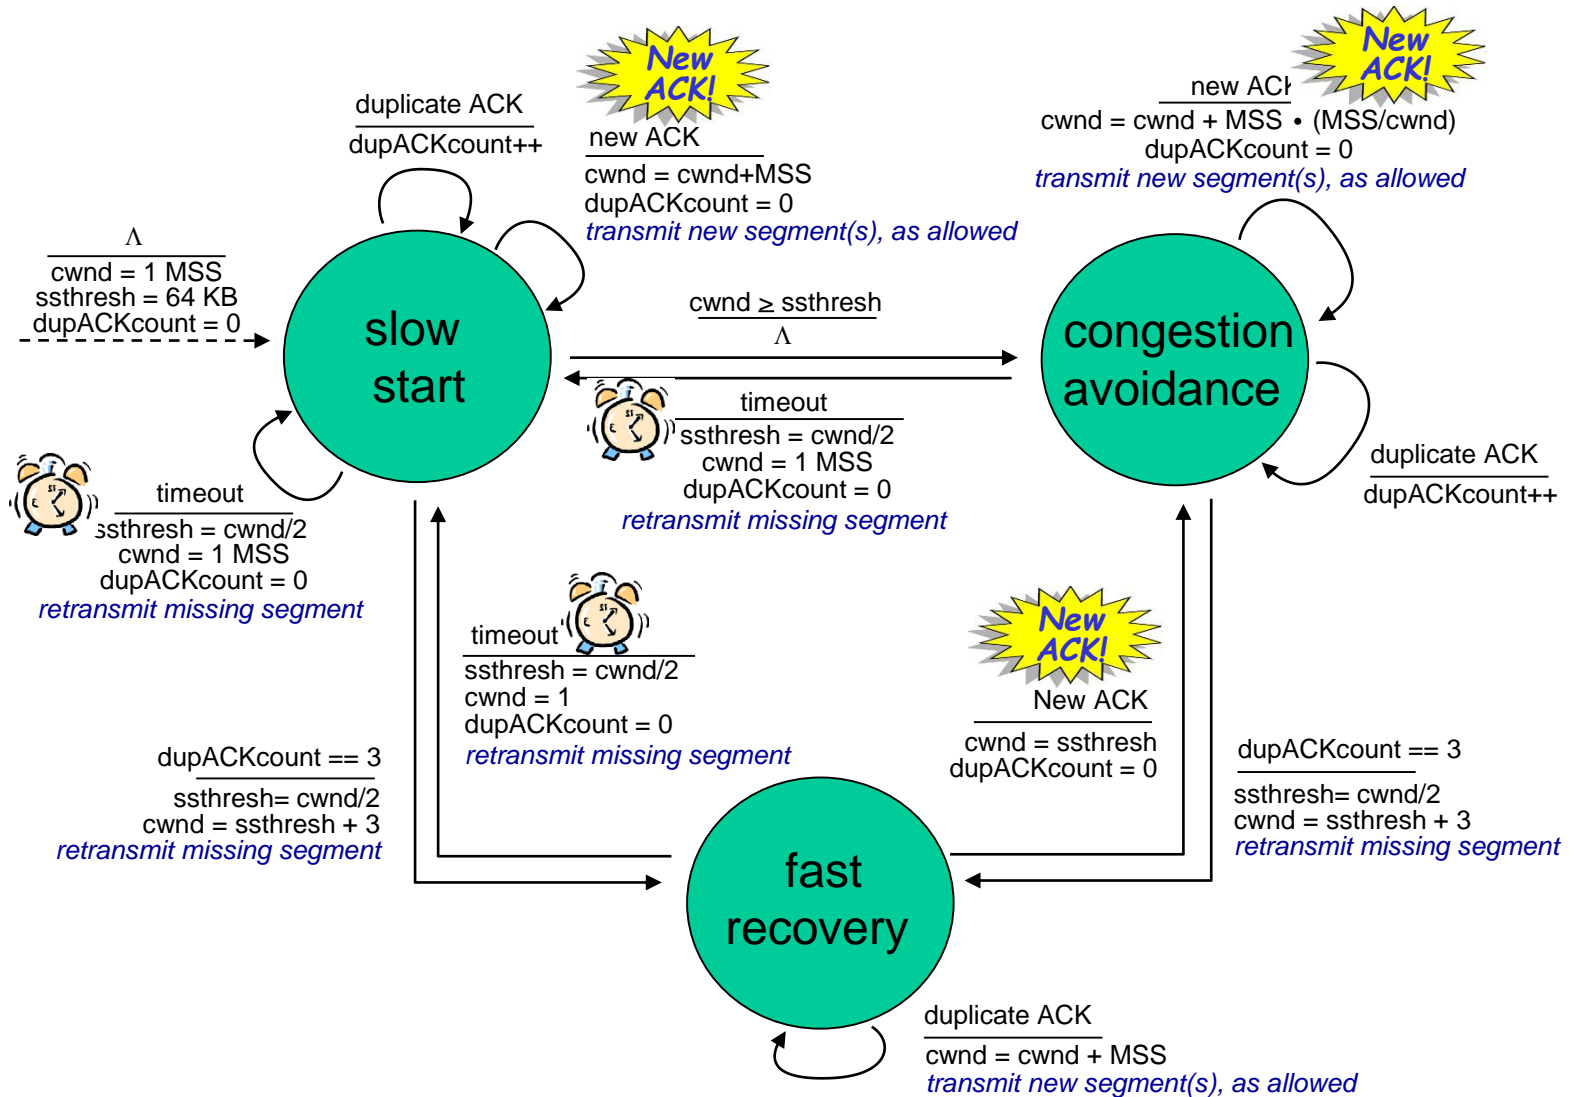 New
ACK!
new ACK
cwnd = cwnd+MSS
dupACKcount = 0
transmit new segment(s), as allowed
duplicate ACK
dupACKcount++
New
ACK!
new ACK
cwnd = cwnd + MSS • (MSS/cwnd)
dupACKcount = 0
transmit new segment(s), as allowed
Λ
cwnd = 1 MSS
ssthresh = 64 KB
dupACKcount = 0
slow
start
cwnd ≥ ssthresh
Λ
congestion
avoidance
timeout
ssthresh = cwnd/2
cwnd = 1 MSS
dupACKcount = 0
retransmit missing segment
duplicate ACK
dupACKcount++
timeout
ssthresh = cwnd/2
cwnd = 1 MSS
dupACKcount = 0
retransmit missing segment
timeout
ssthresh = cwnd/2
cwnd = 1
dupACKcount = 0
retransmit missing segment
New
ACK!
New ACK
cwnd = ssthresh
dupACKcount = 0
dupACKcount == 3
ssthresh= cwnd/2
cwnd = ssthresh + 3
retransmit missing segment
dupACKcount == 3
ssthresh= cwnd/2
cwnd = ssthresh + 3
retransmit missing segment
fast
recovery
duplicate ACK
cwnd = cwnd + MSS
transmit new segment(s), as allowed